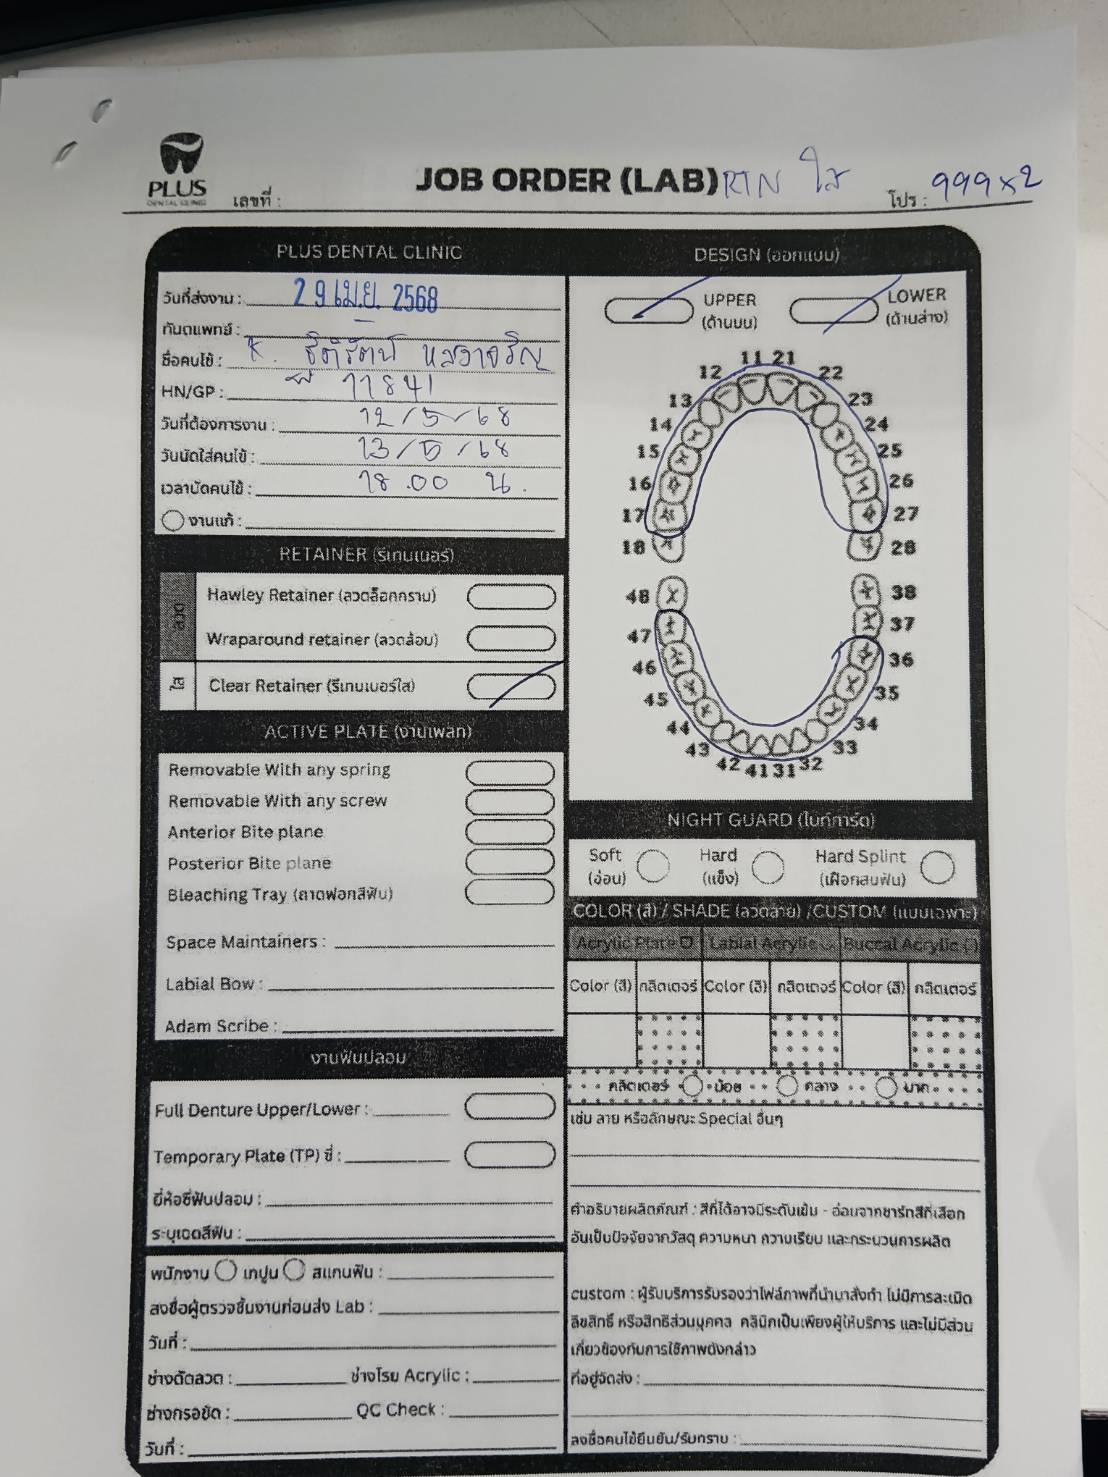 PLUS
DENTAL CLINIC
เลขที่ :
JOB ORDER (LAB) RTN ใส
โปร : 999x2
PLUS DENTAL CLINIC
วันที่ส่งงาน : 29 เม.ย. 2568
ทันตแพทย์ :
ชื่อคนไข้ : K. ฐิติรัตน์
HN/GP : 11841
วันที่ต้องการงาน : 12/5/68
วันนัดใส่คนไข้ : 13/5/68
เวลานัดคนไข้ : 18.00 น.
งานแก้ :
RETAINER (รีเทนเนอร์)
ลวด
Hawley Retainer (ลวดล็อกกราม)
Wraparound retainer (ลวดล้อม)
ใส
Clear Retainer (รีเทนเนอร์ใส)
ACTIVE PLATE (งานเพลท)
Removable With any spring
Removable With any screw
Anterior Bite plane
Posterior Bite plane
Bleaching Tray (ถาดฟอกสีฟัน)
Space Maintainers :
Labial Bow :
Adam Scribe :
งานฟันปลอม
Full Denture Upper/Lower :
Temporary Plate (TP) ซี่ :
ยี่ห้อซี่ฟันปลอม :
ระบุเฉดสีฟัน :
พนักงาน เทปูน สแกนฟัน :
ลงชื่อผู้ตรวจชิ้นงานก่อนส่ง Lab :
วันที่ :
ช่างดัดลวด : ช่างโรย Acrylic :
ช่างกรอขัด : QC Check :
วันที่ :
DESIGN (ออกแบบ)
UPPER
(ด้านบน)
LOWER
(ด้านล่าง)
11 21
12 22
13 23
14 24
15 25
16 26
17 27
18 28
48 38
47 37
46 36
45 35
44 34
43 33
42 41 31 32
NIGHT GUARD (ไนท์การ์ด)
Soft
(อ่อน)
Hard
(แข็ง)
Hard Splint
(เฝือกสบฟัน)
COLOR (สี) / SHADE (ลวดลาย) /CUSTOM (แบบเฉพาะ)
Acrylic Plate Labial Acrylic Buccal Acrylic
Color (สี) กลิตเตอร์ Color (สี) กลิตเตอร์ Color (สี) กลิตเตอร์
กลิตเตอร์ น้อย กลาง มาก
เช่น ลาย หรือลักษณะ Special อื่นๆ
คำอธิบายผลิตภัณฑ์ : สีที่ได้อาจมีระดับเข้ม - อ่อนจากชาร์ทสีที่เลือก
อันเป็นปัจจัยจากวัสดุ ความหนา ความเรียบ และกระบวนการผลิต
custom : ผู้รับบริการรับรองว่าไฟล์ภาพที่นำมาสั่งทำ ไม่มีการละเมิด
ลิขสิทธิ์ หรือสิทธิส่วนบุคคล คลินิกเป็นเพียงผู้ให้บริการ และไม่มีส่วน
เกี่ยวข้องกับการใช้ภาพดังกล่าว
ที่อยู่จัดส่ง :
ลงชื่อคนไข้ยืนยัน/รับทราบ :